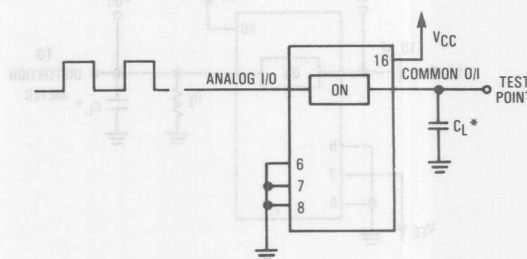 VCC
16
ANALOG I/O
COMMON O/I
ON
TEST
POINT
CL*
6
7
8